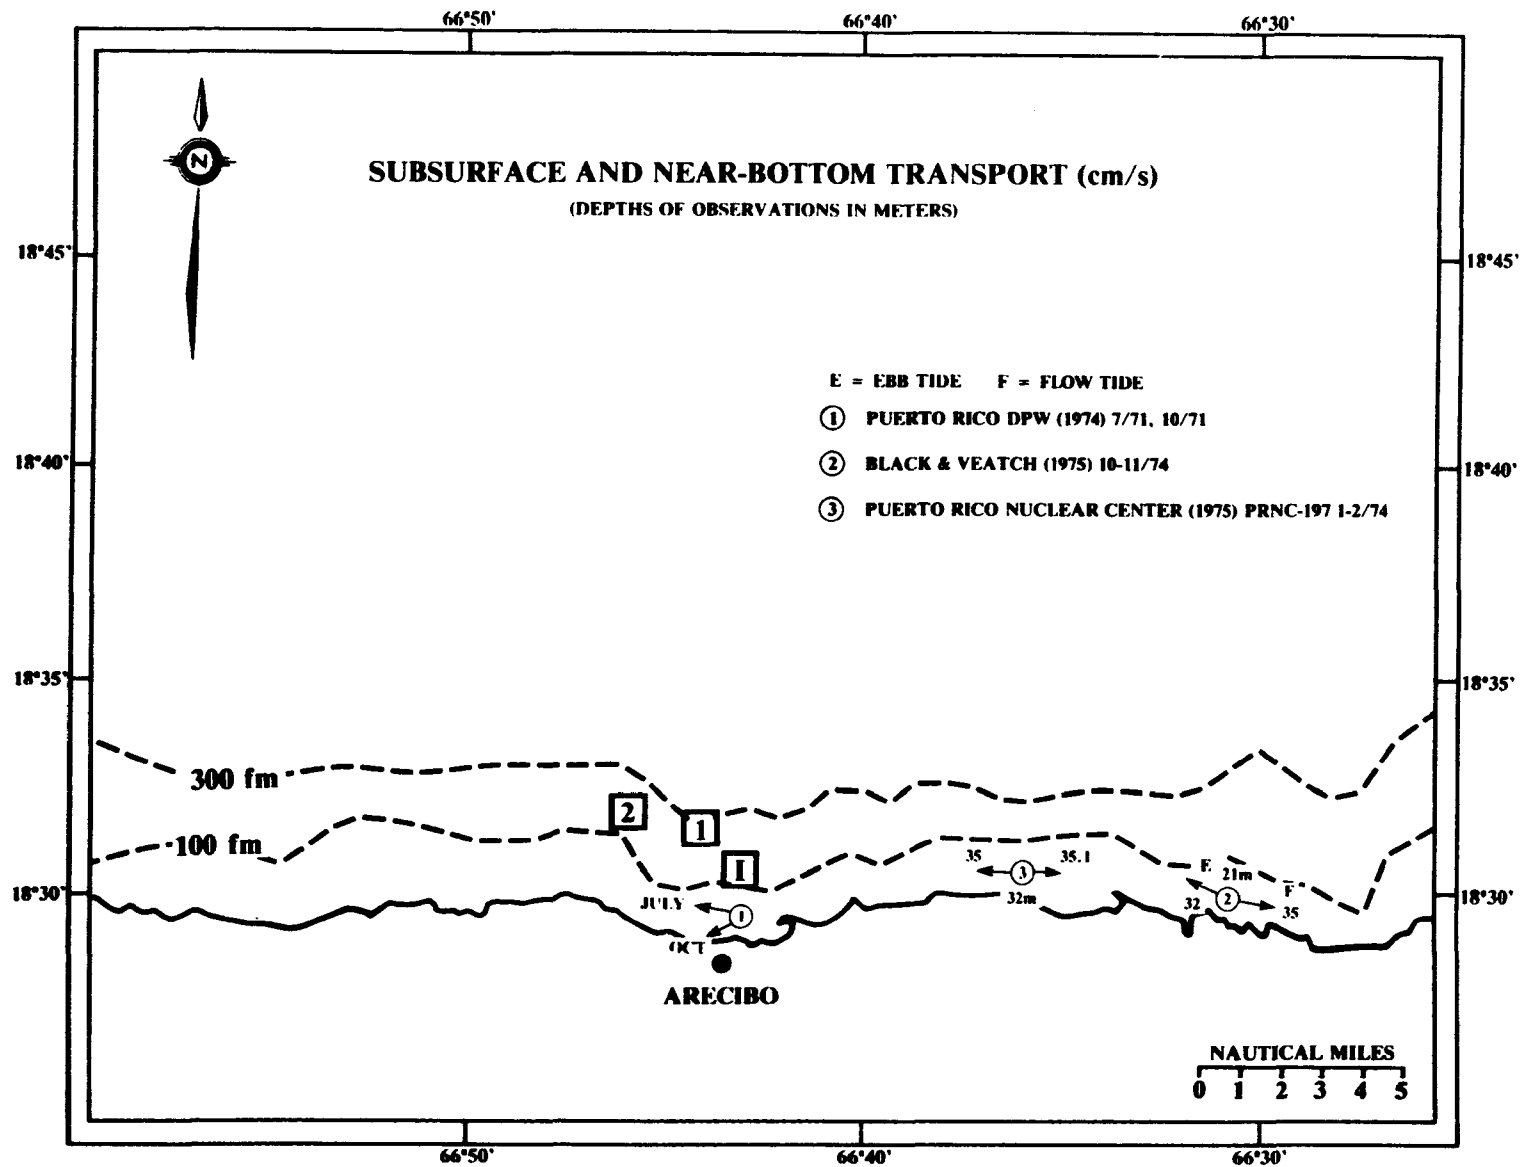 66°50' 66°40' 66°30'
N
SUBSURFACE AND NEAR-BOTTOM TRANSPORT (cm/s)
(DEPTHS OF OBSERVATIONS IN METERS)
18°45' 18°45'
E = EBB TIDE F = FLOW TIDE
1 PUERTO RICO DPW (1974) 7/71, 10/71
2 BLACK & VEATCH (1975) 10-11/74
18°40' 18°40'
3 PUERTO RICO NUCLEAR CENTER (1975) PRNC-197 1-2/74
18°35' 18°35'
300 fm
2
1
100 fm
I
35 3 35.1
32m
E 21m F
32 2 35
18°30' 18°30'
JULY 1
OCT
ARECIBO
NAUTICAL MILES
0 1 2 3 4 5
66°50' 66°40' 66°30'